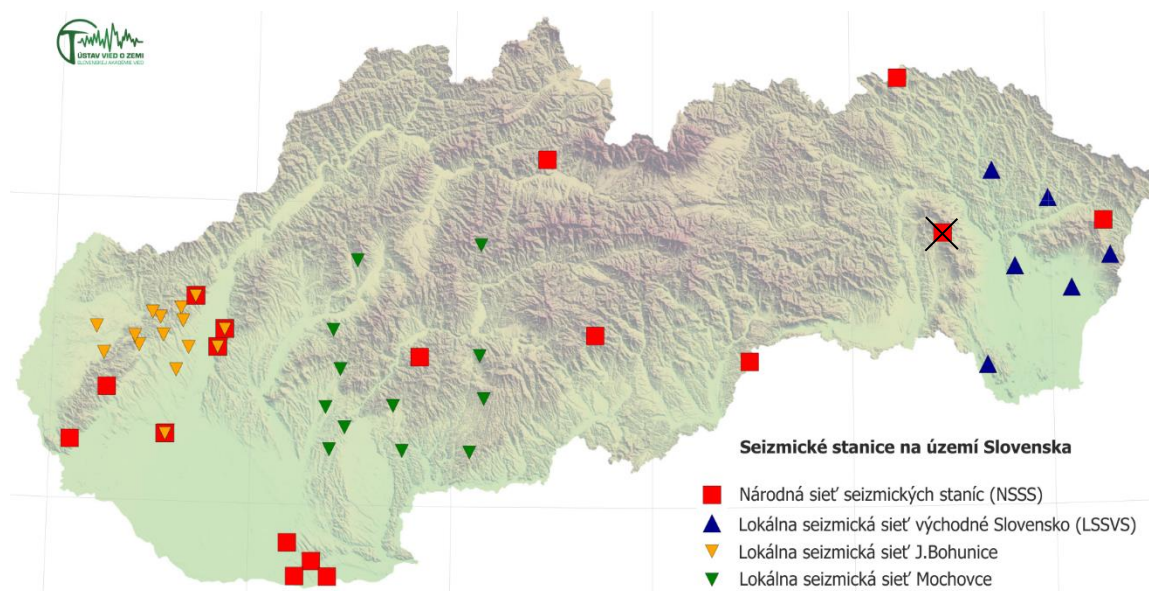 ÚSTAV VIED O ZEMI
SLOVENSKEJ AKADÉMIE VIED
Seizmické stanice na území Slovenska
Národná sieť seizmických staníc (NSSS)
Lokálna seizmická sieť východné Slovensko (LSSVS)
Lokálna seizmická sieť J.Bohunice
Lokálna seizmická sieť Mochovce